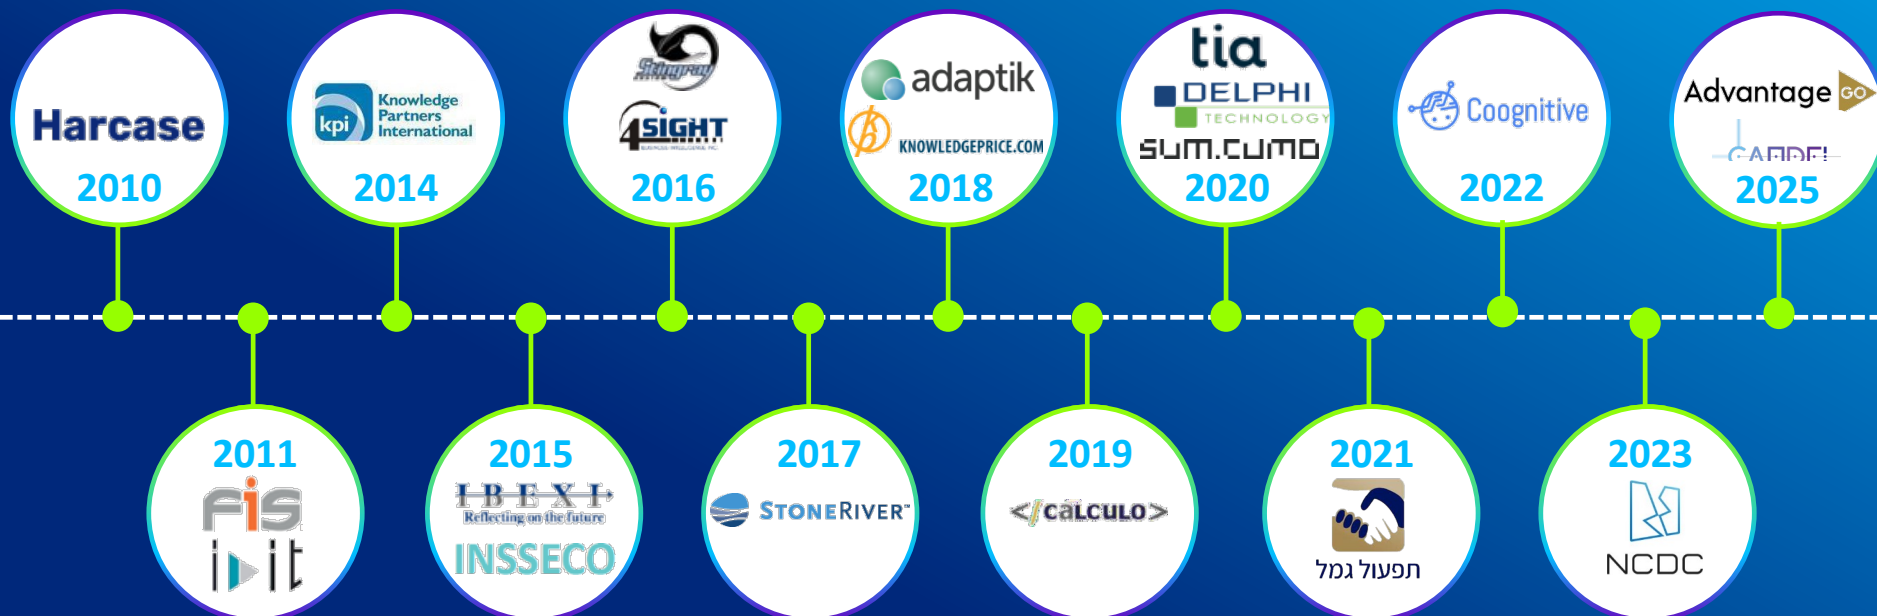 Harcase
2010
kpi
Knowledge
Partners
International
2014
Stingray
4SIGHT
2016
adaptik
KNOWLEDGEPRICE.COM
2018
tia
DELPHI
TECHNOLOGY
sum.cumo
2020
Coognitive
2022
Advantage GO
2025
2011
FiS
2015
IBEXI
Reflecting on the future
INSSECO
2017
STONERIVER™
2019
</CALCULO>
2021
תפעול גמל
2023
NCDC